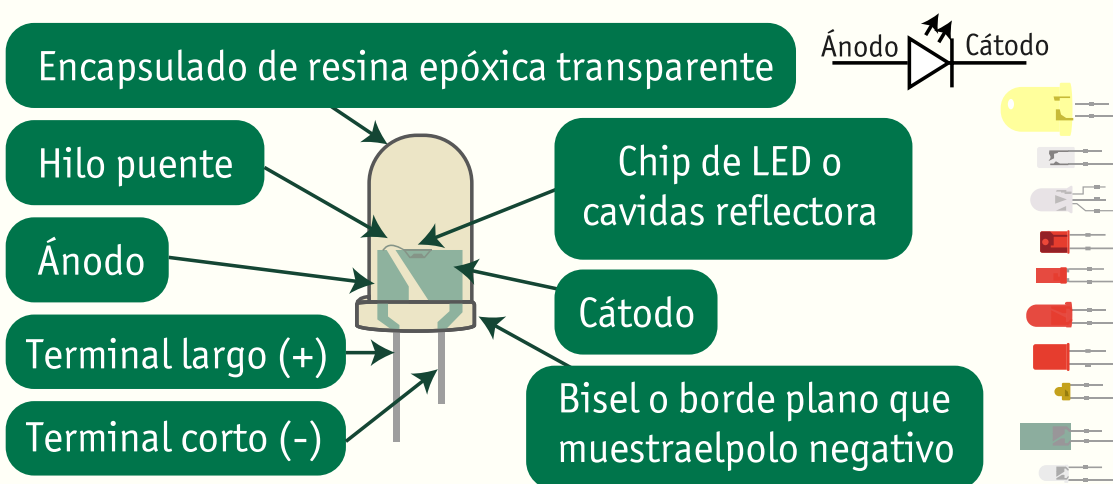 Encapsulado de resina epóxica transparente
Ánodo
Cátodo
Hilo puente
Chip de LED o
cavidas reflectora
Ánodo
Cátodo
Terminal largo (+)
Terminal corto (-)
Bisel o borde plano que
muestraelpolo negativo